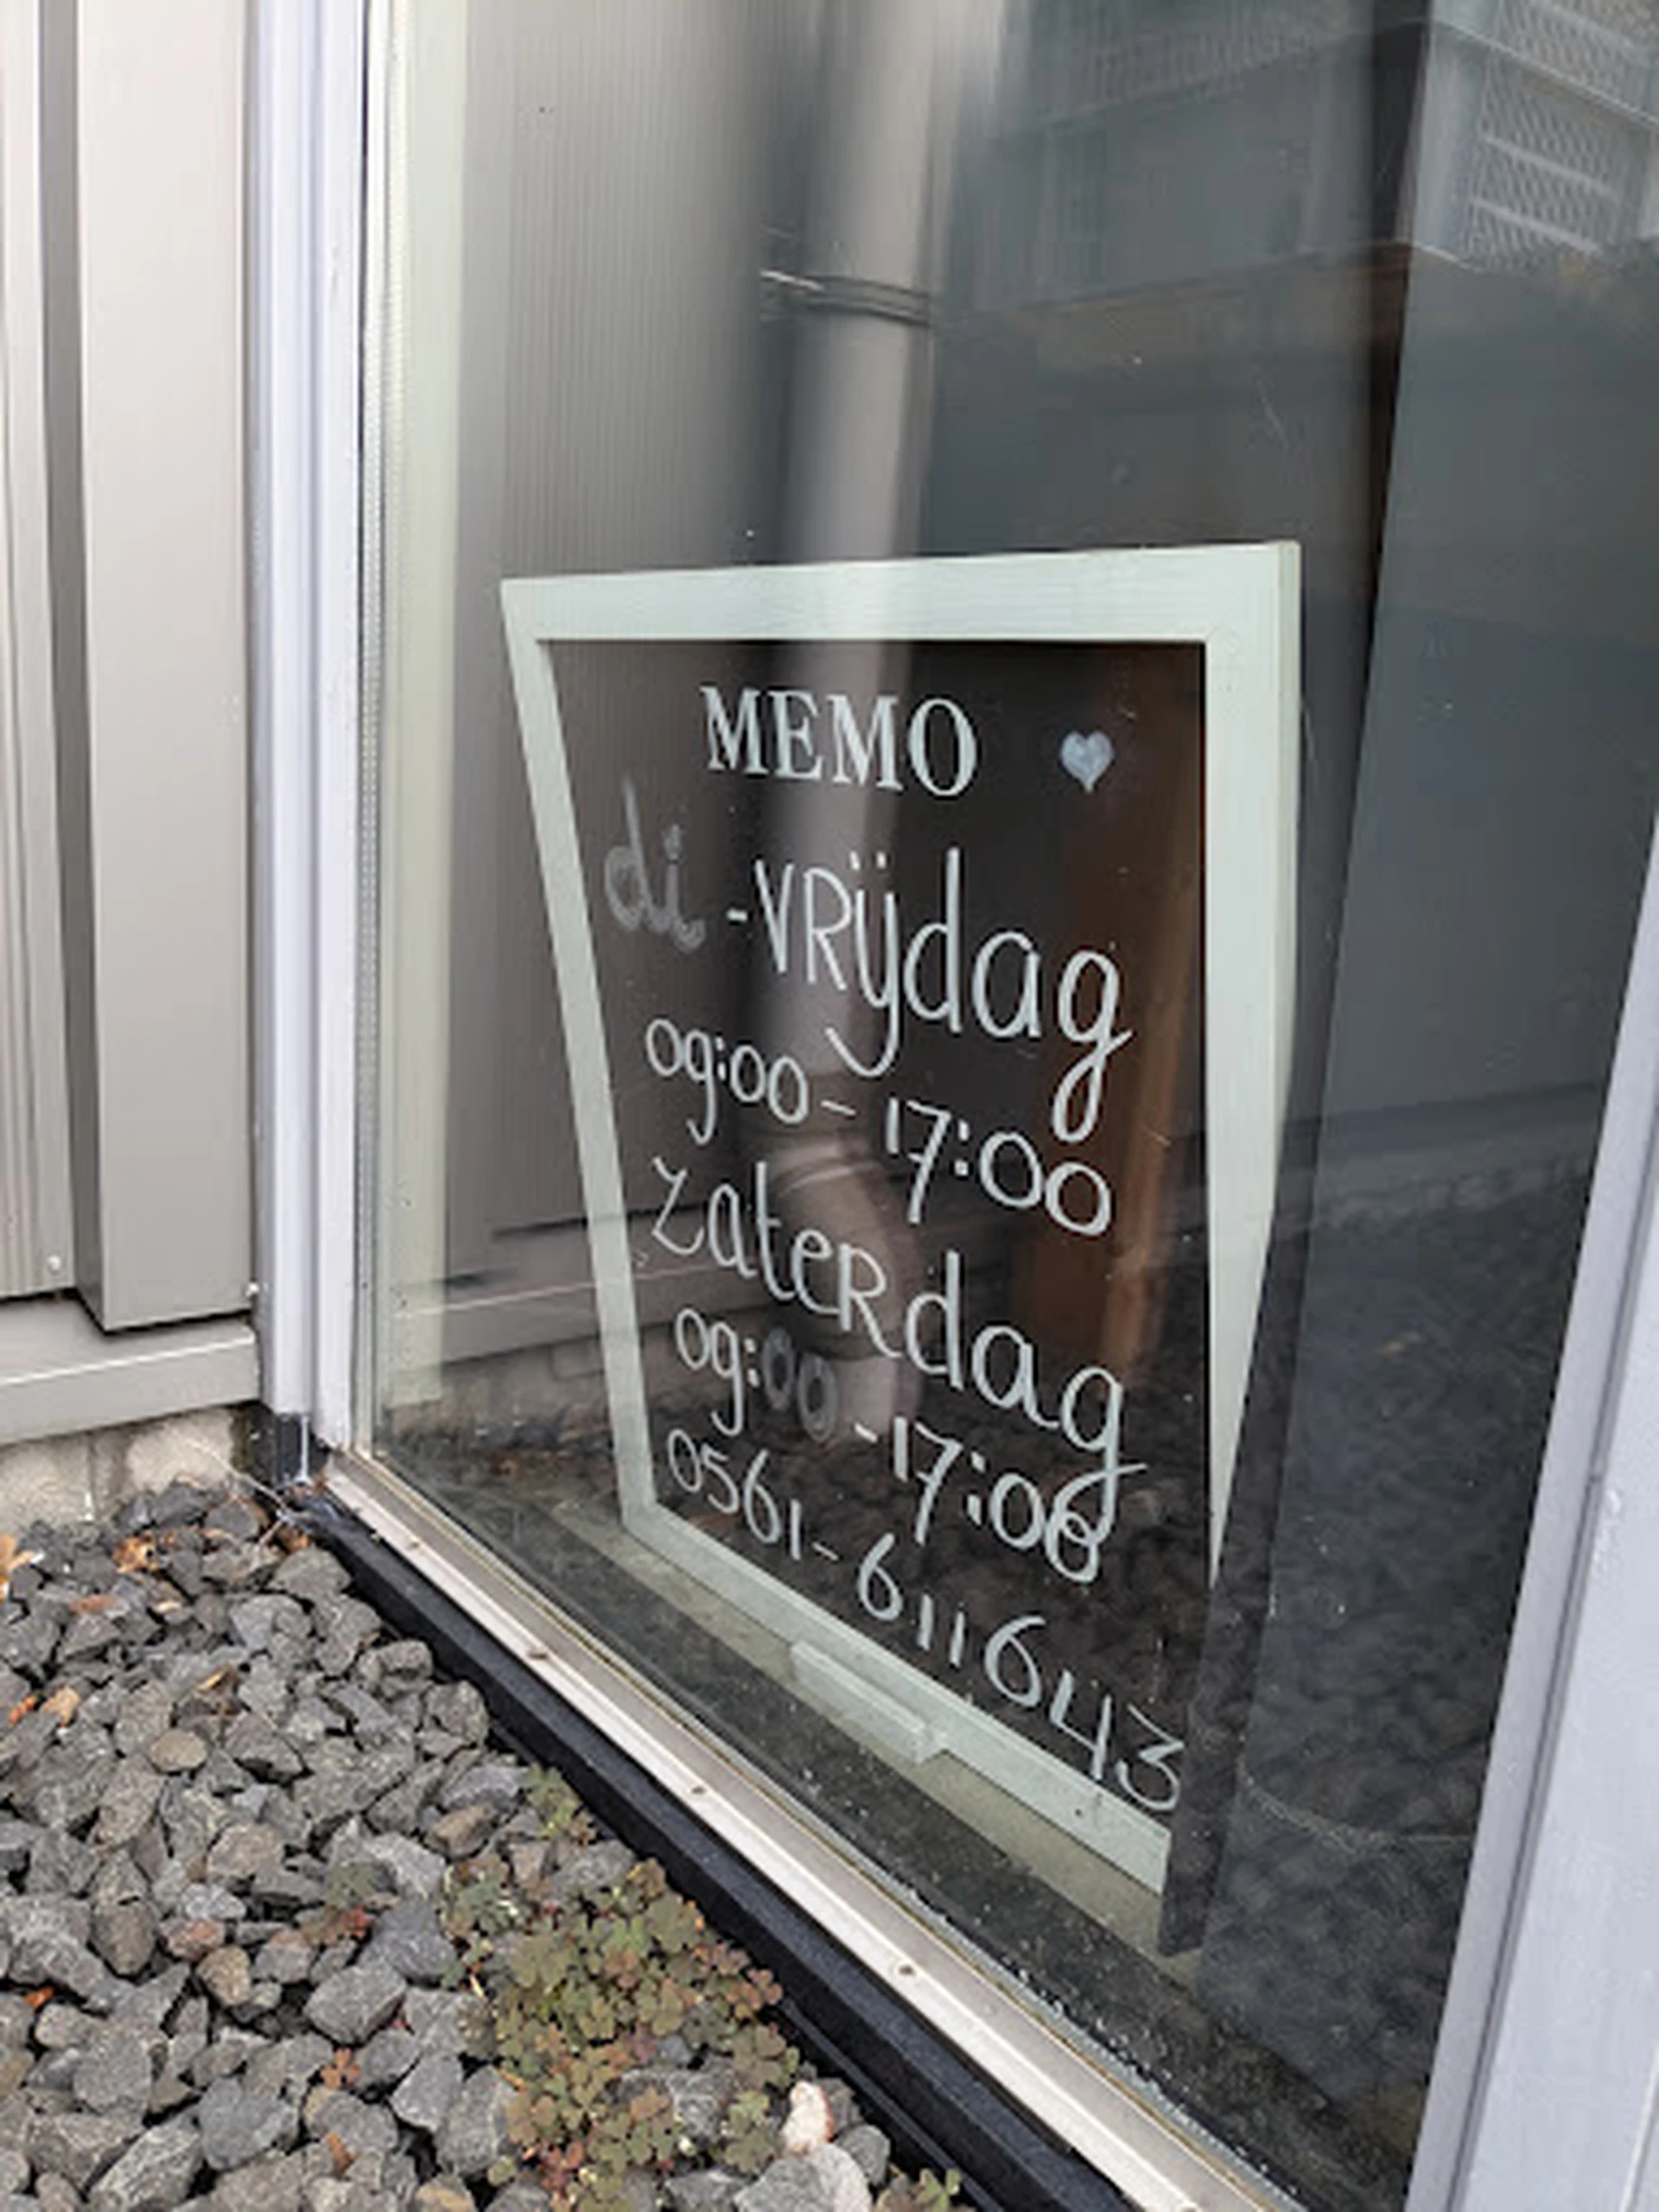 MEMO
di - vrijdag
09:00 - 17:00
zaterdag
09:00 - 17:00
0561-611643